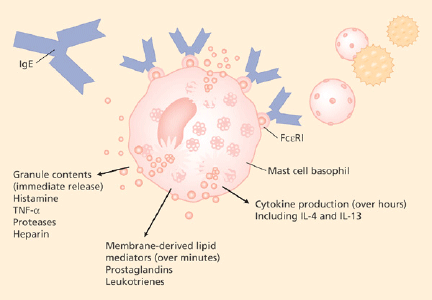 IgE
FcεRI
Mast cell basophil
Granule contents
(immediate release)
Histamine
TNF-α
Proteases
Heparin
Cytokine production (over hours)
Including IL-4 and IL-13
Membrane-derived lipid
mediators (over minutes)
Prostaglandins
Leukotrienes